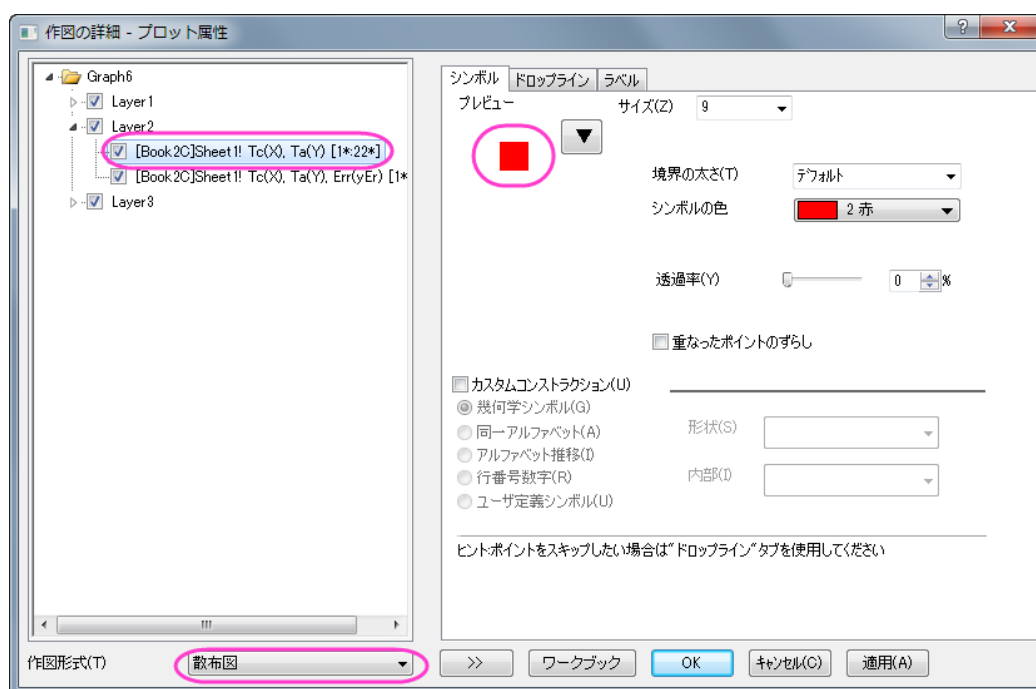 作図の詳細 - プロット属性
Graph6
Layer1
Layer2
[Book2C]Sheet1! Tc(X), Ta(Y) [1*:22*]
[Book2C]Sheet1! Tc(X), Ta(Y), Err(yEr) [1*
Layer3
作図形式(T)
散布図
シンボル ドロップライン ラベル
プレビュー
サイズ(Z) 9
境界の太さ(T) デフォルト
シンボルの色 2 赤
透過率(Y) 0 %
重なったポイントのずらし
カスタムコンストラクション(U)
幾何学シンボル(G)
同一アルファベット(A)
アルファベット推移(I)
行番号数字(R)
ユーザ定義シンボル(U)
形状(S)
内部(I)
ヒント:ポイントをスキップしたい場合は"ドロップライン"タブを使用してください
>> ワークブック OK キャンセル(C) 適用(A)